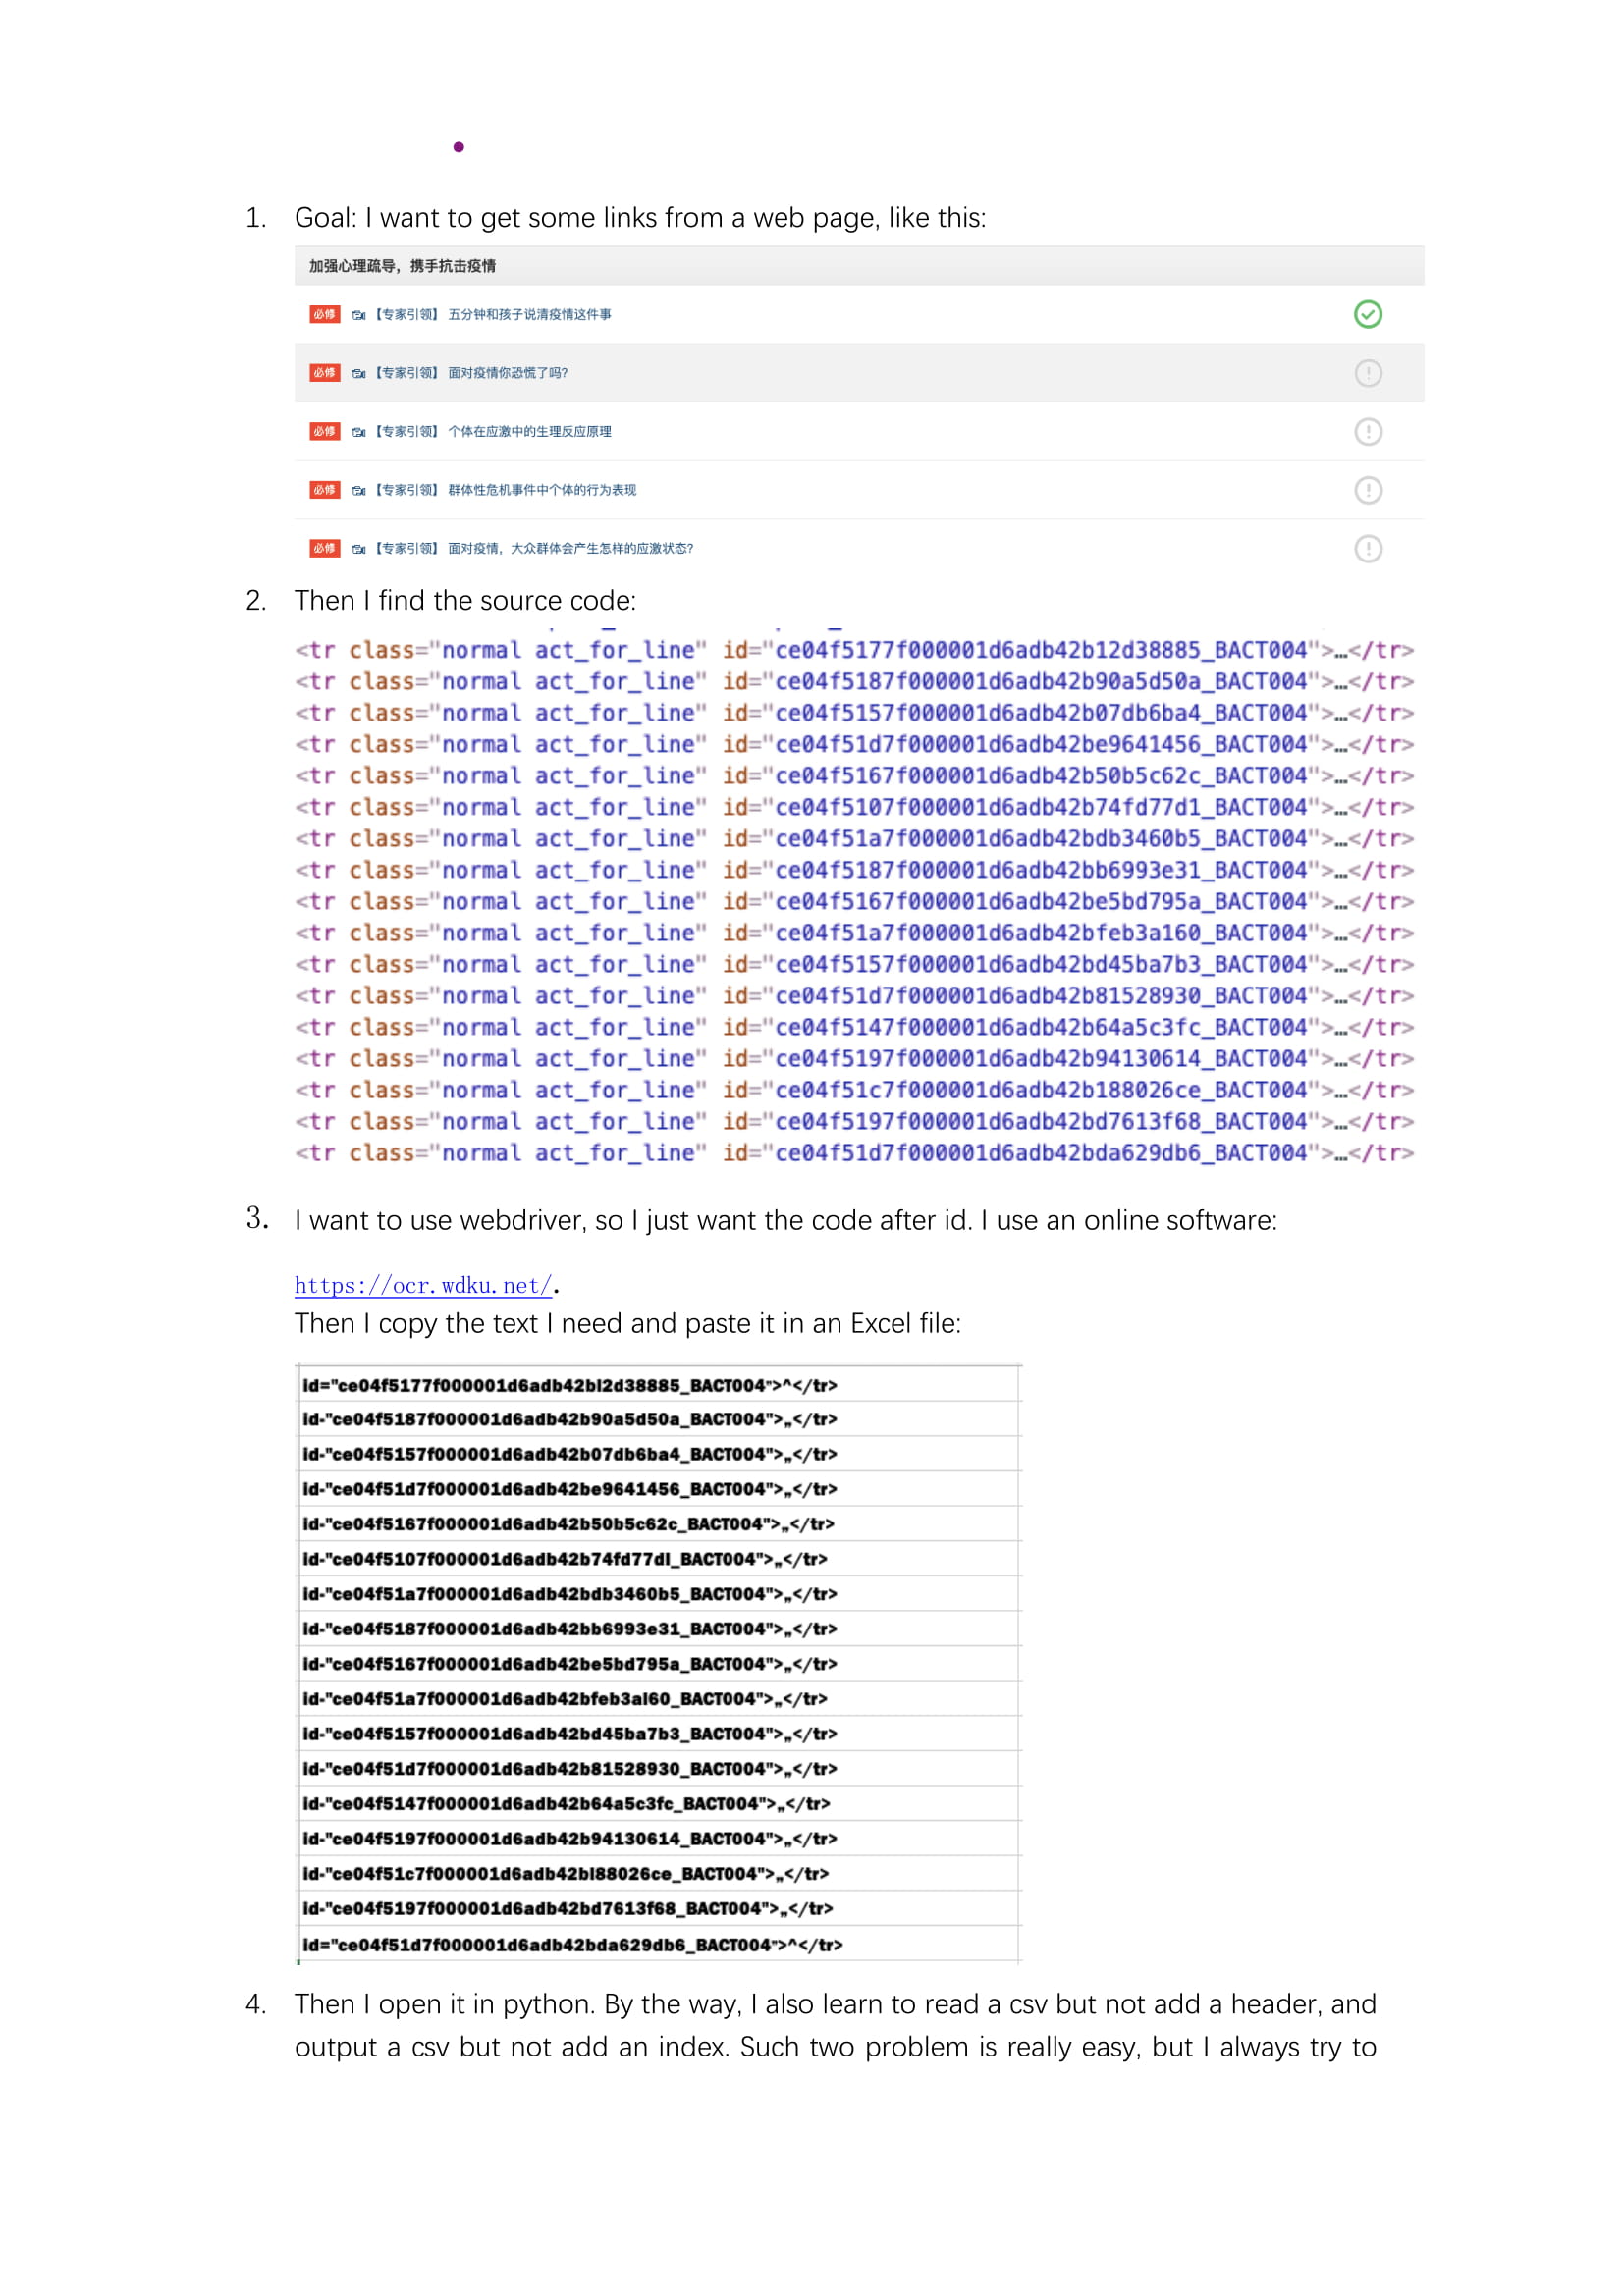 1. Goal: I want to get some links from a web page, like this:
加强心理疏导，携手抗击疫情
必修 【专家引领】 五分钟和孩子说清疫情这件事
必修 【专家引领】 面对疫情你恐慌了吗?
必修 【专家引领】 个体在应激中的生理反应原理
必修 【专家引领】 群体性危机事件中个体的行为表现
必修 【专家引领】 面对疫情，大众群体会产生怎样的应激状态?
2. Then I find the source code:
<tr class="normal act_for_line" id="ce04f5177f000001d6adb42b12d38885_BACT004">…</tr>
<tr class="normal act_for_line" id="ce04f5187f000001d6adb42b90a5d50a_BACT004">…</tr>
<tr class="normal act_for_line" id="ce04f5157f000001d6adb42b07db6ba4_BACT004">…</tr>
<tr class="normal act_for_line" id="ce04f51d7f000001d6adb42be9641456_BACT004">…</tr>
<tr class="normal act_for_line" id="ce04f5167f000001d6adb42b50b5c62c_BACT004">…</tr>
<tr class="normal act_for_line" id="ce04f5107f000001d6adb42b74fd77d1_BACT004">…</tr>
<tr class="normal act_for_line" id="ce04f51a7f000001d6adb42bdb3460b5_BACT004">…</tr>
<tr class="normal act_for_line" id="ce04f5187f000001d6adb42bb6993e31_BACT004">…</tr>
<tr class="normal act_for_line" id="ce04f5167f000001d6adb42be5bd795a_BACT004">…</tr>
<tr class="normal act_for_line" id="ce04f51a7f000001d6adb42bfeb3a160_BACT004">…</tr>
<tr class="normal act_for_line" id="ce04f5157f000001d6adb42bd45ba7b3_BACT004">…</tr>
<tr class="normal act_for_line" id="ce04f51d7f000001d6adb42b81528930_BACT004">…</tr>
<tr class="normal act_for_line" id="ce04f5147f000001d6adb42b64a5c3fc_BACT004">…</tr>
<tr class="normal act_for_line" id="ce04f5197f000001d6adb42b94130614_BACT004">…</tr>
<tr class="normal act_for_line" id="ce04f51c7f000001d6adb42b188026ce_BACT004">…</tr>
<tr class="normal act_for_line" id="ce04f5197f000001d6adb42bd7613f68_BACT004">…</tr>
<tr class="normal act_for_line" id="ce04f51d7f000001d6adb42bda629db6_BACT004">…</tr>
3. I want to use webdriver, so I just want the code after id. I use an online software:
https://ocr.wdku.net/.
Then I copy the text I need and paste it in an Excel file:
id="ce04f5177f000001d6adb42bl2d38885_BACT004">^</tr>
id-"ce04f5187f000001d6adb42b90a5d50a_BACT004">„</tr>
id-"ce04f5157f000001d6adb42b07db6ba4_BACT004">„</tr>
id-"ce04f51d7f000001d6adb42be9641456_BACT004">„</tr>
id-"ce04f5167f000001d6adb42b50b5c62c_BACT004">„</tr>
id-"ce04f5107f000001d6adb42b74fd77dl_BACT004">„</tr>
id-"ce04f51a7f000001d6adb42bdb3460b5_BACT004">„</tr>
id-"ce04f5187f000001d6adb42bb6993e31_BACT004">„</tr>
id-"ce04f5167f000001d6adb42be5bd795a_BACT004">„</tr>
id-"ce04f51a7f000001d6adb42bfeb3al60_BACT004">„</tr>
id-"ce04f5157f000001d6adb42bd45ba7b3_BACT004">„</tr>
id-"ce04f51d7f000001d6adb42b81528930_BACT004">„</tr>
id-"ce04f5147f000001d6adb42b64a5c3fc_BACT004">„</tr>
id-"ce04f5197f000001d6adb42b94130614_BACT004">„</tr>
id-"ce04f51c7f000001d6adb42bl88026ce_BACT004">„</tr>
id-"ce04f5197f000001d6adb42bd7613f68_BACT004">„</tr>
id="ce04f51d7f000001d6adb42bda629db6_BACT004">^</tr>
4. Then I open it in python. By the way, I also learn to read a csv but not add a header, and
output a csv but not add an index. Such two problem is really easy, but I always try to